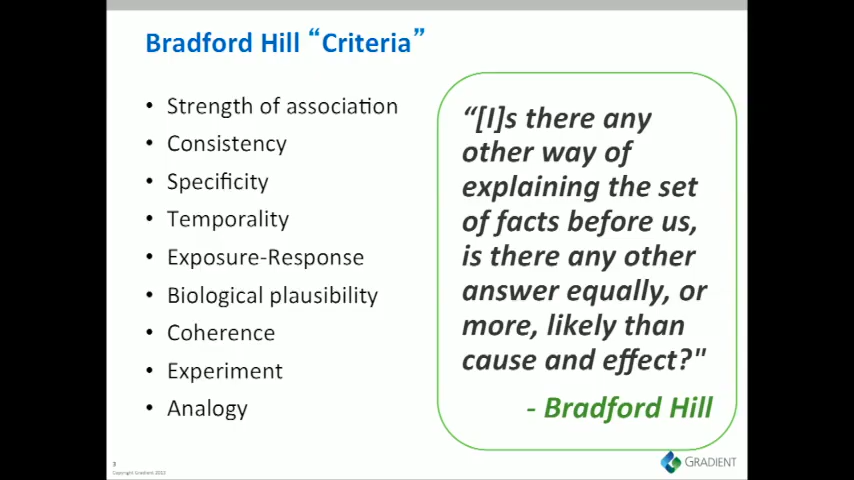 Bradford Hill “Criteria”
• Strength of association
• Consistency
• Specificity
• Temporality
• Exposure-Response
• Biological plausibility
• Coherence
• Experiment
• Analogy
“[I]s there any
other way of
explaining the set
of facts before us,
is there any other
answer equally, or
more, likely than
cause and effect?"
- Bradford Hill
3
Copyright Gradient 2012
GRADIENT